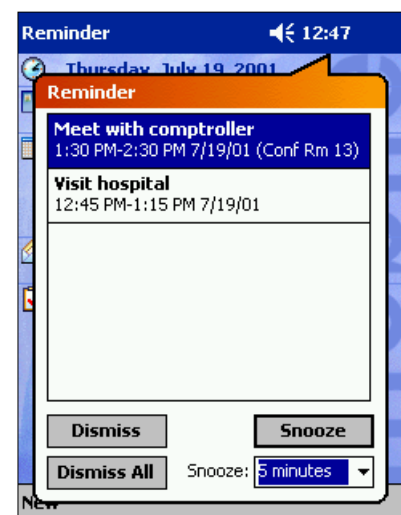 Reminder 12:47
Thursday, July 19, 2001
Reminder
Meet with comptroller
1:30 PM-2:30 PM 7/19/01 (Conf Rm 13)
Visit hospital
12:45 PM-1:15 PM 7/19/01
Dismiss Snooze
Dismiss All Snooze: 5 minutes
New